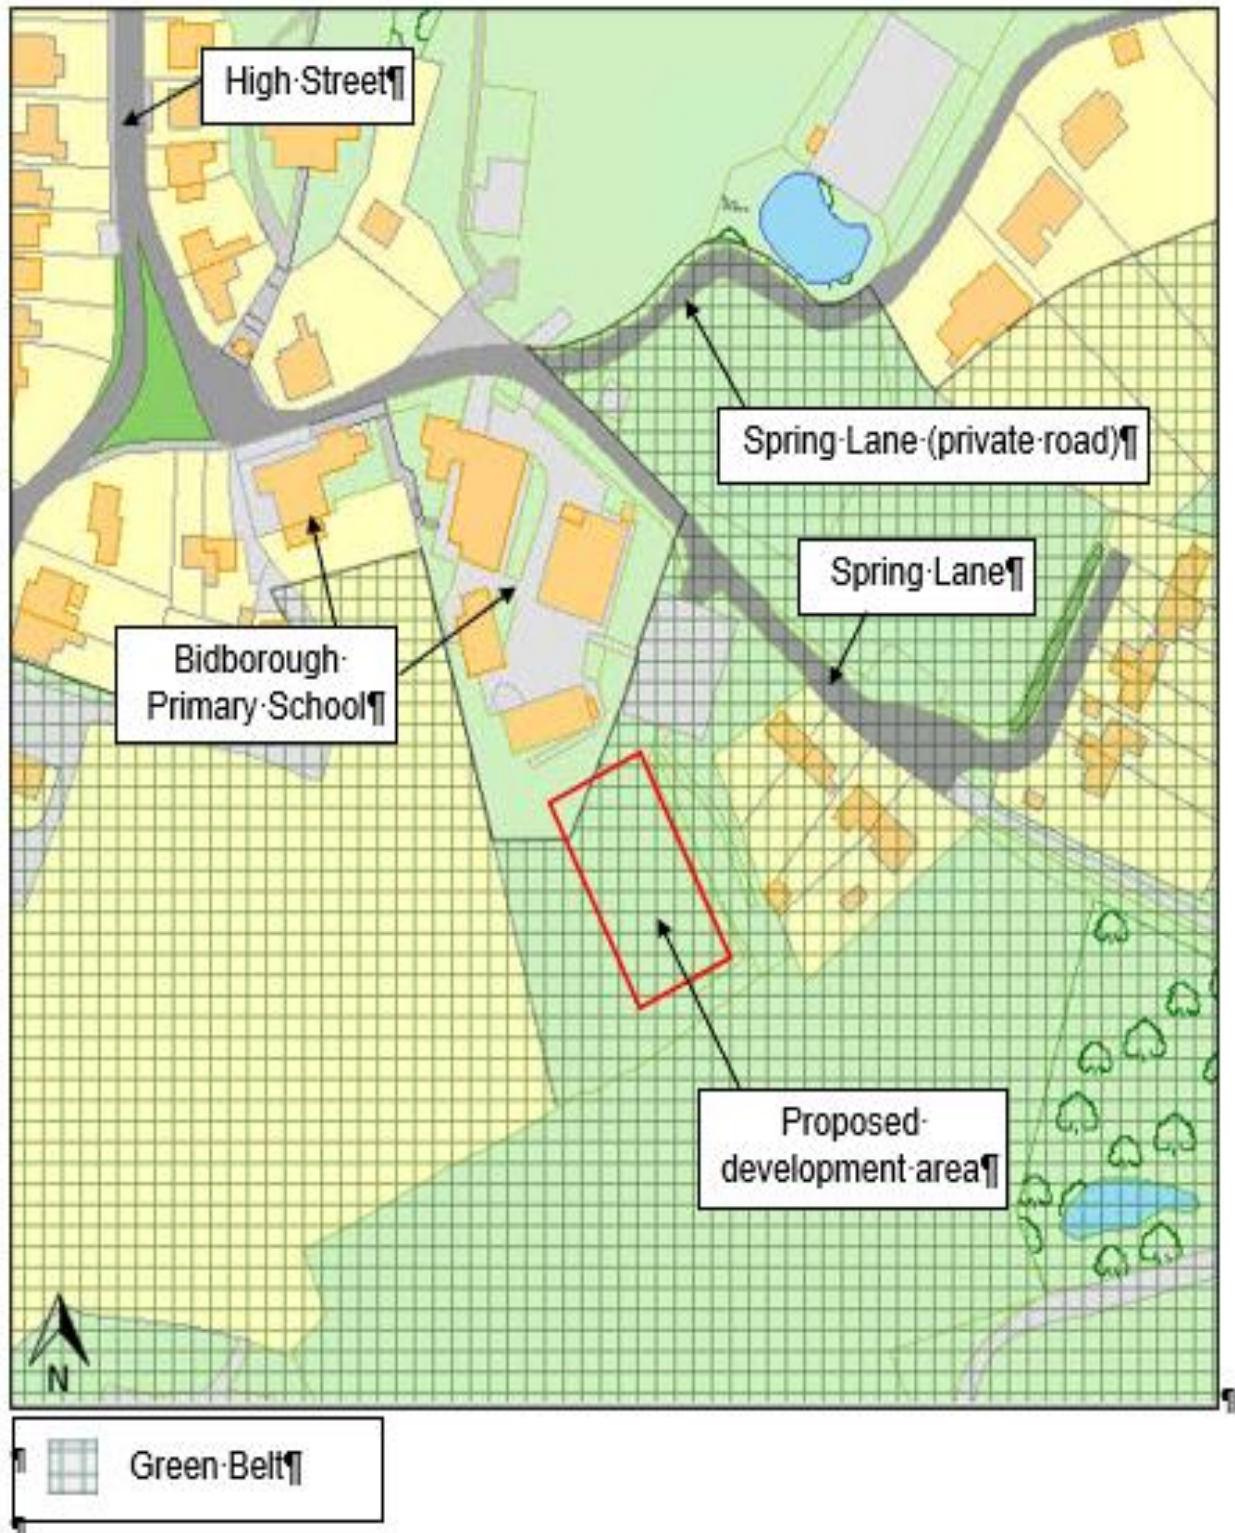 High·Street¶
Spring·Lane·(private·road)¶
Spring·Lane¶
Bidborough·
Primary·School¶
Proposed·
development·area¶
N
¶
¶ Green·Belt¶
¶